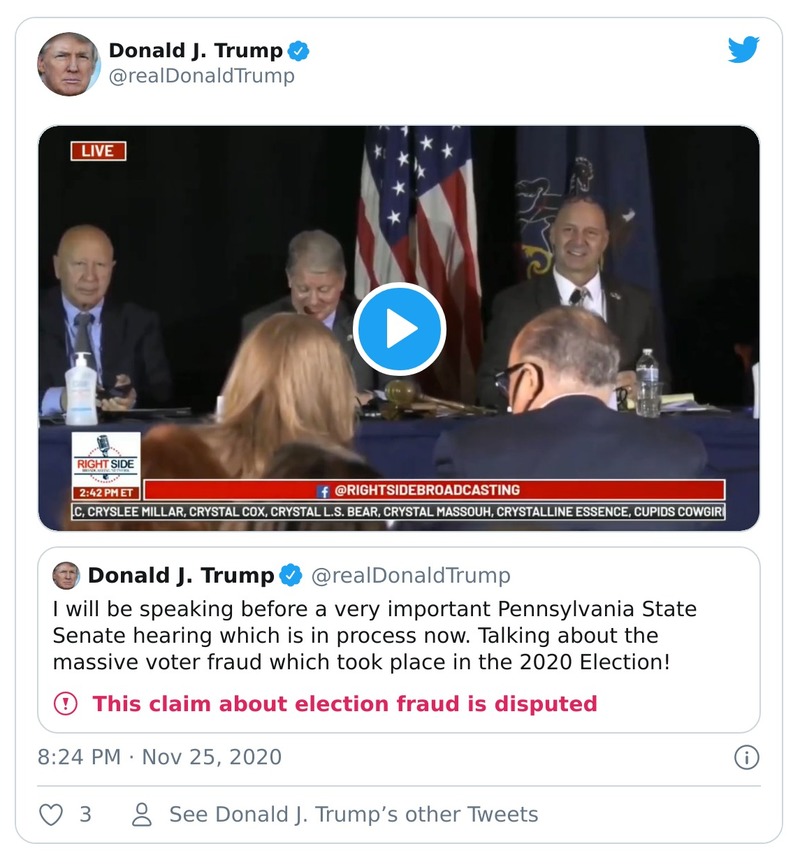 Donald J. Trump
@realDonaldTrump
LIVE
RIGHT SIDE
2:42 PM ET
@RIGHTSIDEBROADCASTING
C, CRYSLEE MILLAR, CRYSTAL COX, CRYSTAL L.S. BEAR, CRYSTAL MASSOUH, CRYSTALLINE ESSENCE, CUPIDS COWGIRL
Donald J. Trump @realDonaldTrump
I will be speaking before a very important Pennsylvania State
Senate hearing which is in process now. Talking about the
massive voter fraud which took place in the 2020 Election!
This claim about election fraud is disputed
8:24 PM · Nov 25, 2020
3 See Donald J. Trump’s other Tweets